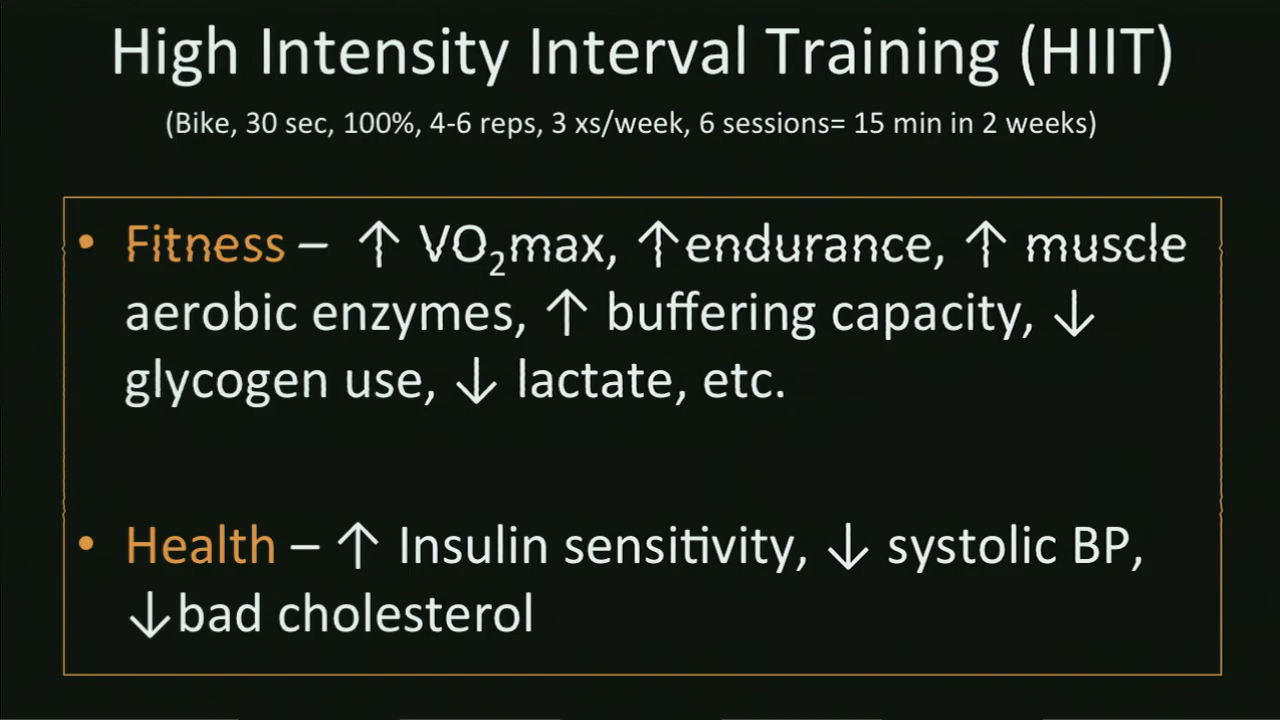 High Intensity Interval Training (HIIT)
(Bike, 30 sec, 100%, 4-6 reps, 3 xs/week, 6 sessions= 15 min in 2 weeks)
• Fitness – ↑ VO₂max, ↑endurance, ↑ muscle
aerobic enzymes, ↑ buffering capacity, ↓
glycogen use, ↓ lactate, etc.
• Health – ↑ Insulin sensitivity, ↓ systolic BP,
↓bad cholesterol